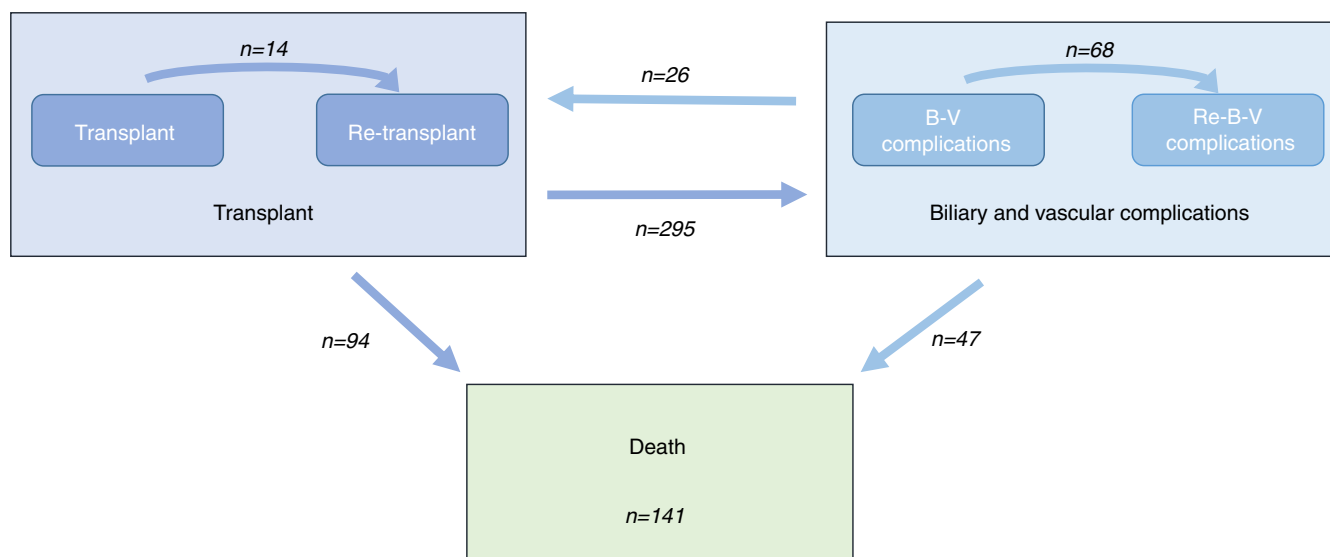 n=14
Transplant
Re-transplant
Transplant
n=26
n=295
n=68
B-V
complications
Re-B-V
complications
Biliary and vascular complications
n=94
n=47
Death
n=141